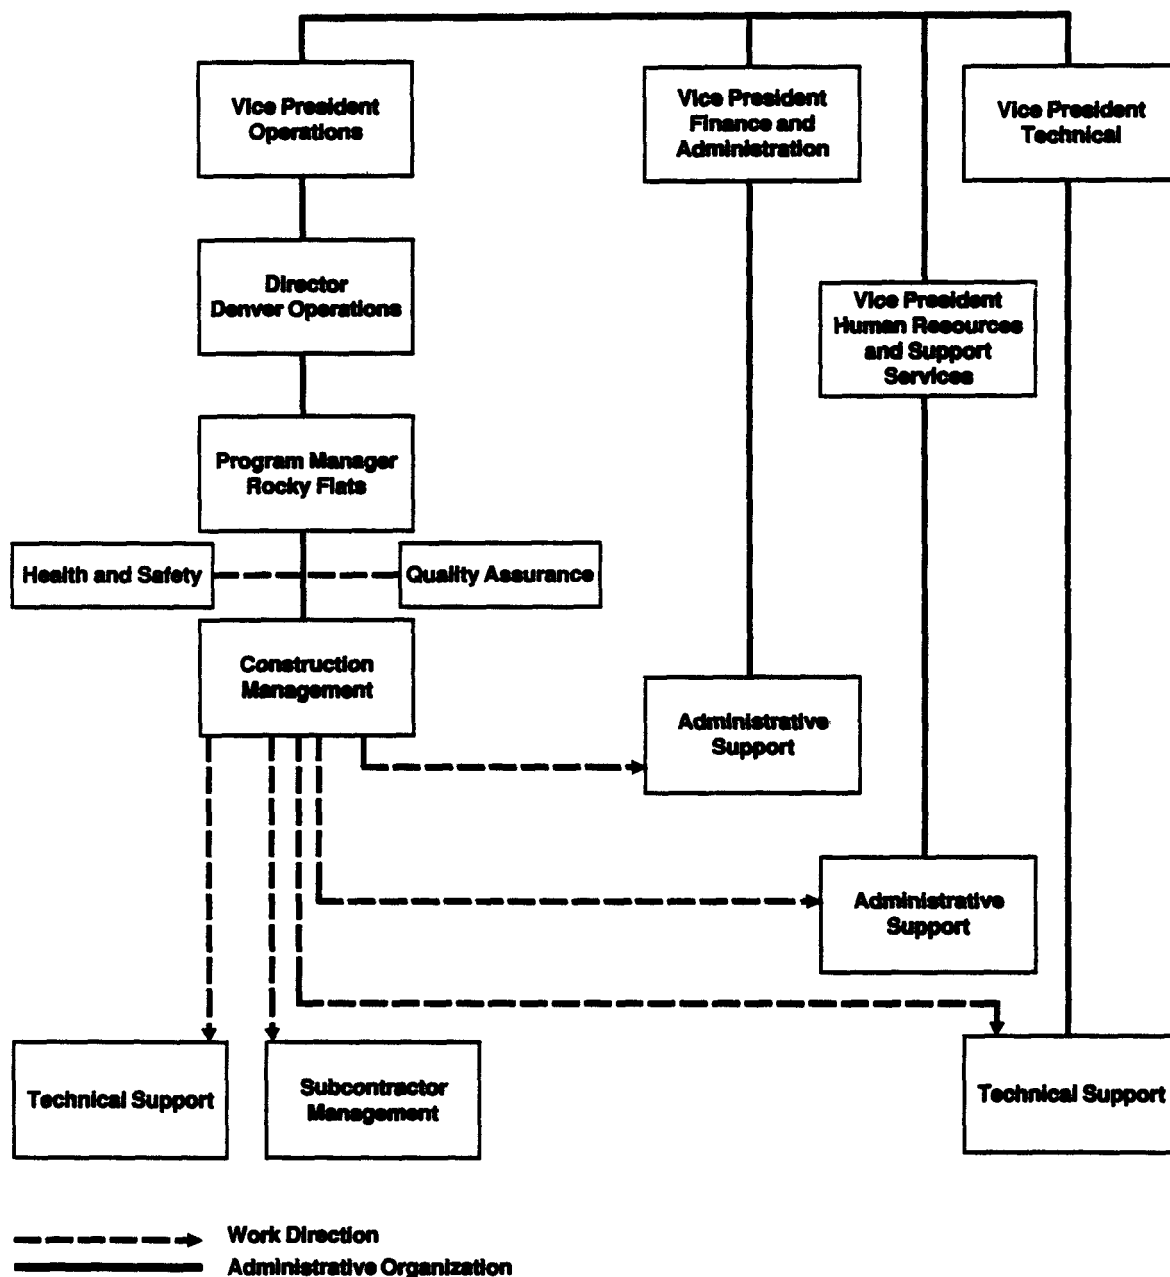 Vice President
Operations
Vice President
Finance and
Administration
Vice President
Technical
Director
Denver Operations
Vice President
Human Resources
and Support
Services
Program Manager
Rocky Flats
Health and Safety
Quality Assurance
Construction
Management
Administrative
Support
Administrative
Support
Technical Support
Subcontractor
Management
Technical Support
Work Direction
Administrative Organization